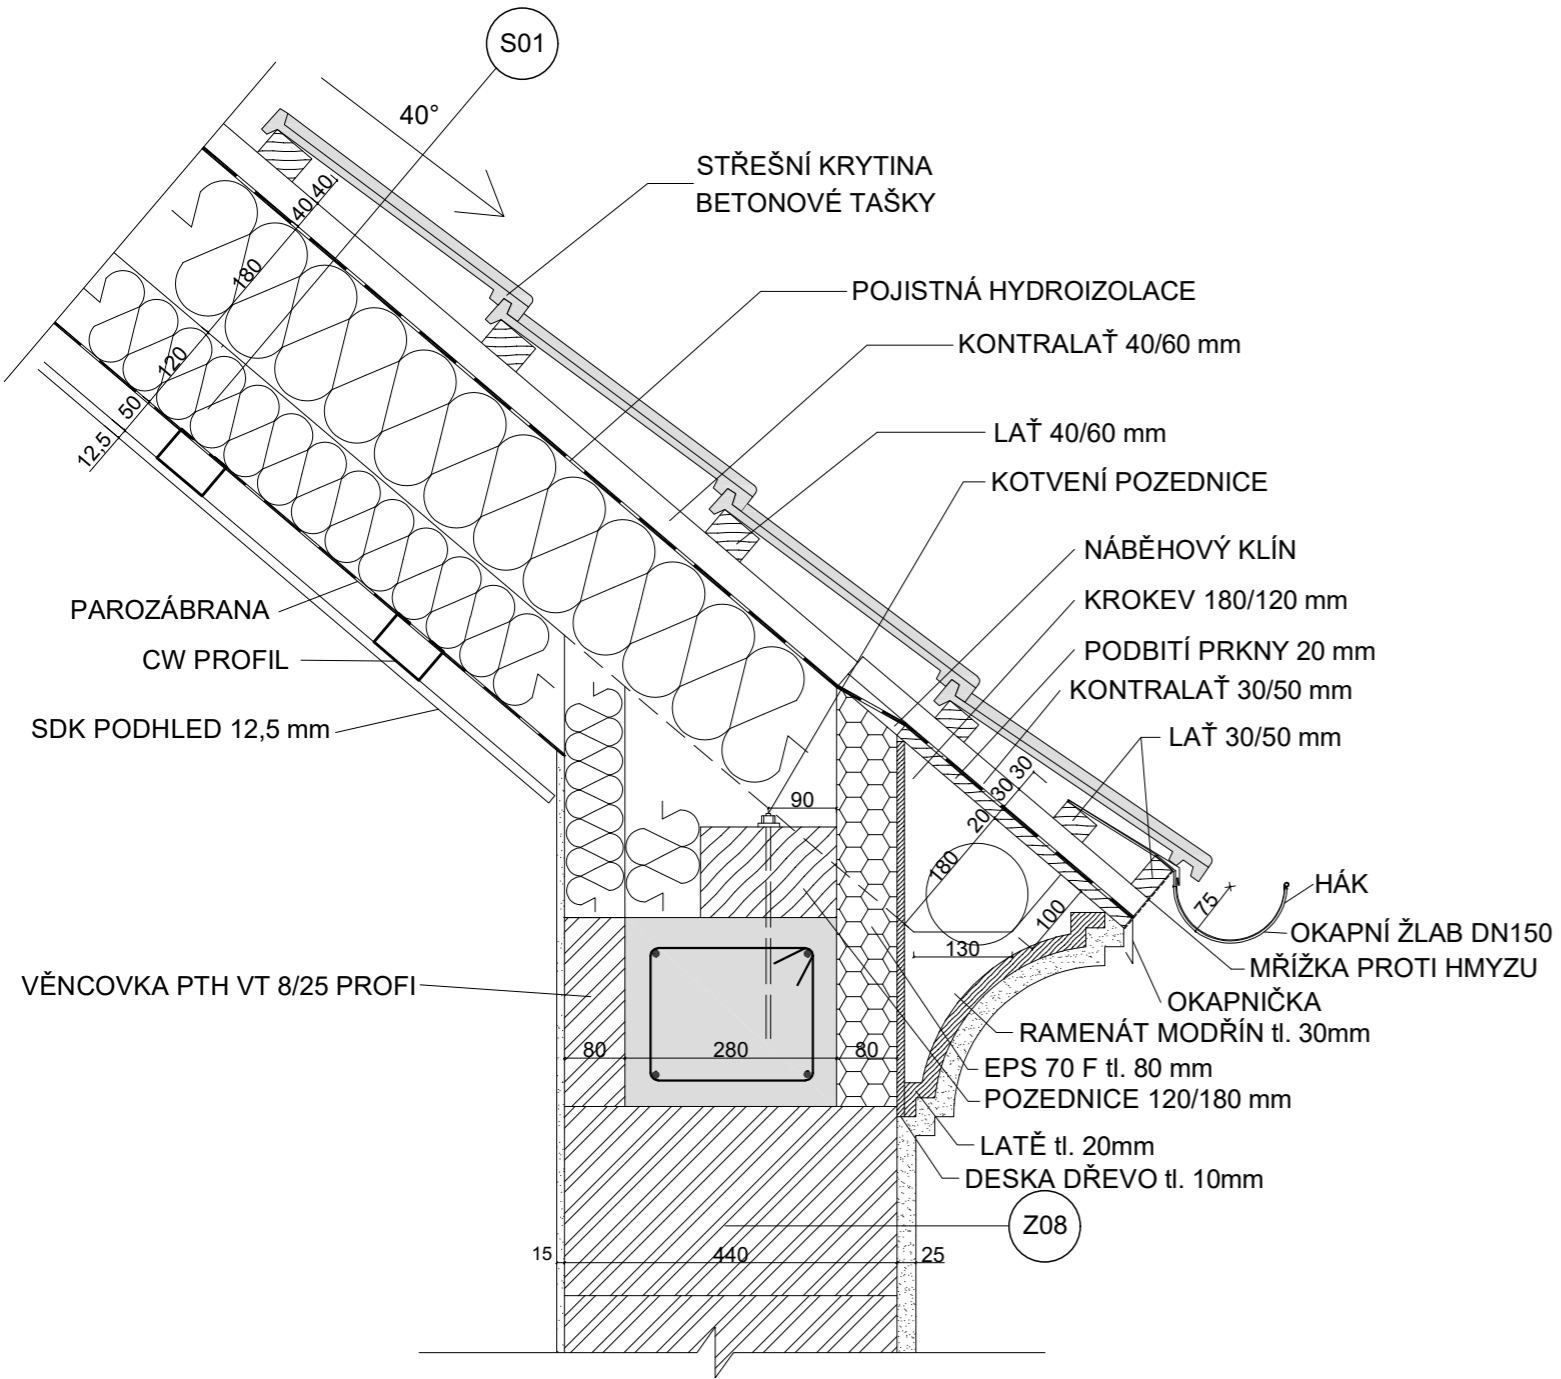 S01
40°
STŘEŠNÍ KRYTINA
BETONOVÉ TAŠKY
40
40
180
120
50
12,5
POJISTNÁ HYDROIZOLACE
KONTRALAŤ 40/60 mm
LAŤ 40/60 mm
KOTVENÍ POZEDNICE
NÁBĚHOVÝ KLÍN
KROKEV 180/120 mm
PODBITÍ PRKNY 20 mm
KONTRALAŤ 30/50 mm
LAŤ 30/50 mm
PAROZÁBRANA
CW PROFIL
SDK PODHLED 12,5 mm
90
30
30
20
180
100
130
75
HÁK
OKAPNÍ ŽLAB DN150
MŘÍŽKA PROTI HMYZU
OKAPNIČKA
RAMENÁT MODŘÍN tl. 30mm
EPS 70 F tl. 80 mm
POZEDNICE 120/180 mm
LATĚ tl. 20mm
DESKA DŘEVO tl. 10mm
VĚNCOVKA PTH VT 8/25 PROFI
80
280
80
Z08
15
440
25